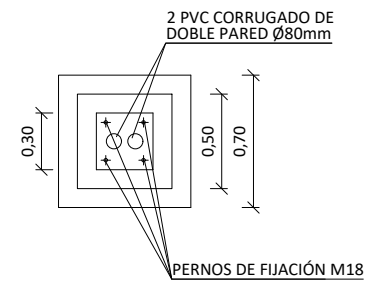 2 PVC CORRUGADO DE
DOBLE PARED Ø80mm
0,30
0,50
0,70
PERNOS DE FIJACIÓN M18